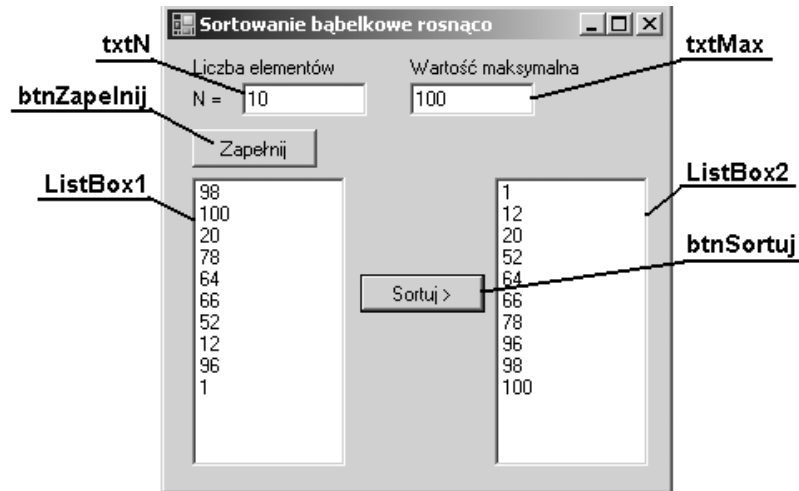 Sortowanie bąbelkowe rosnąco
txtN
txtMax
Liczba elementów
Wartość maksymalna
N =
10
100
btnZapelnij
Zapełnij
ListBox1
ListBox2
98
100
20
78
64
66
52
12
96
1
btnSortuj
Sortuj >
1
12
20
52
64
66
78
96
98
100